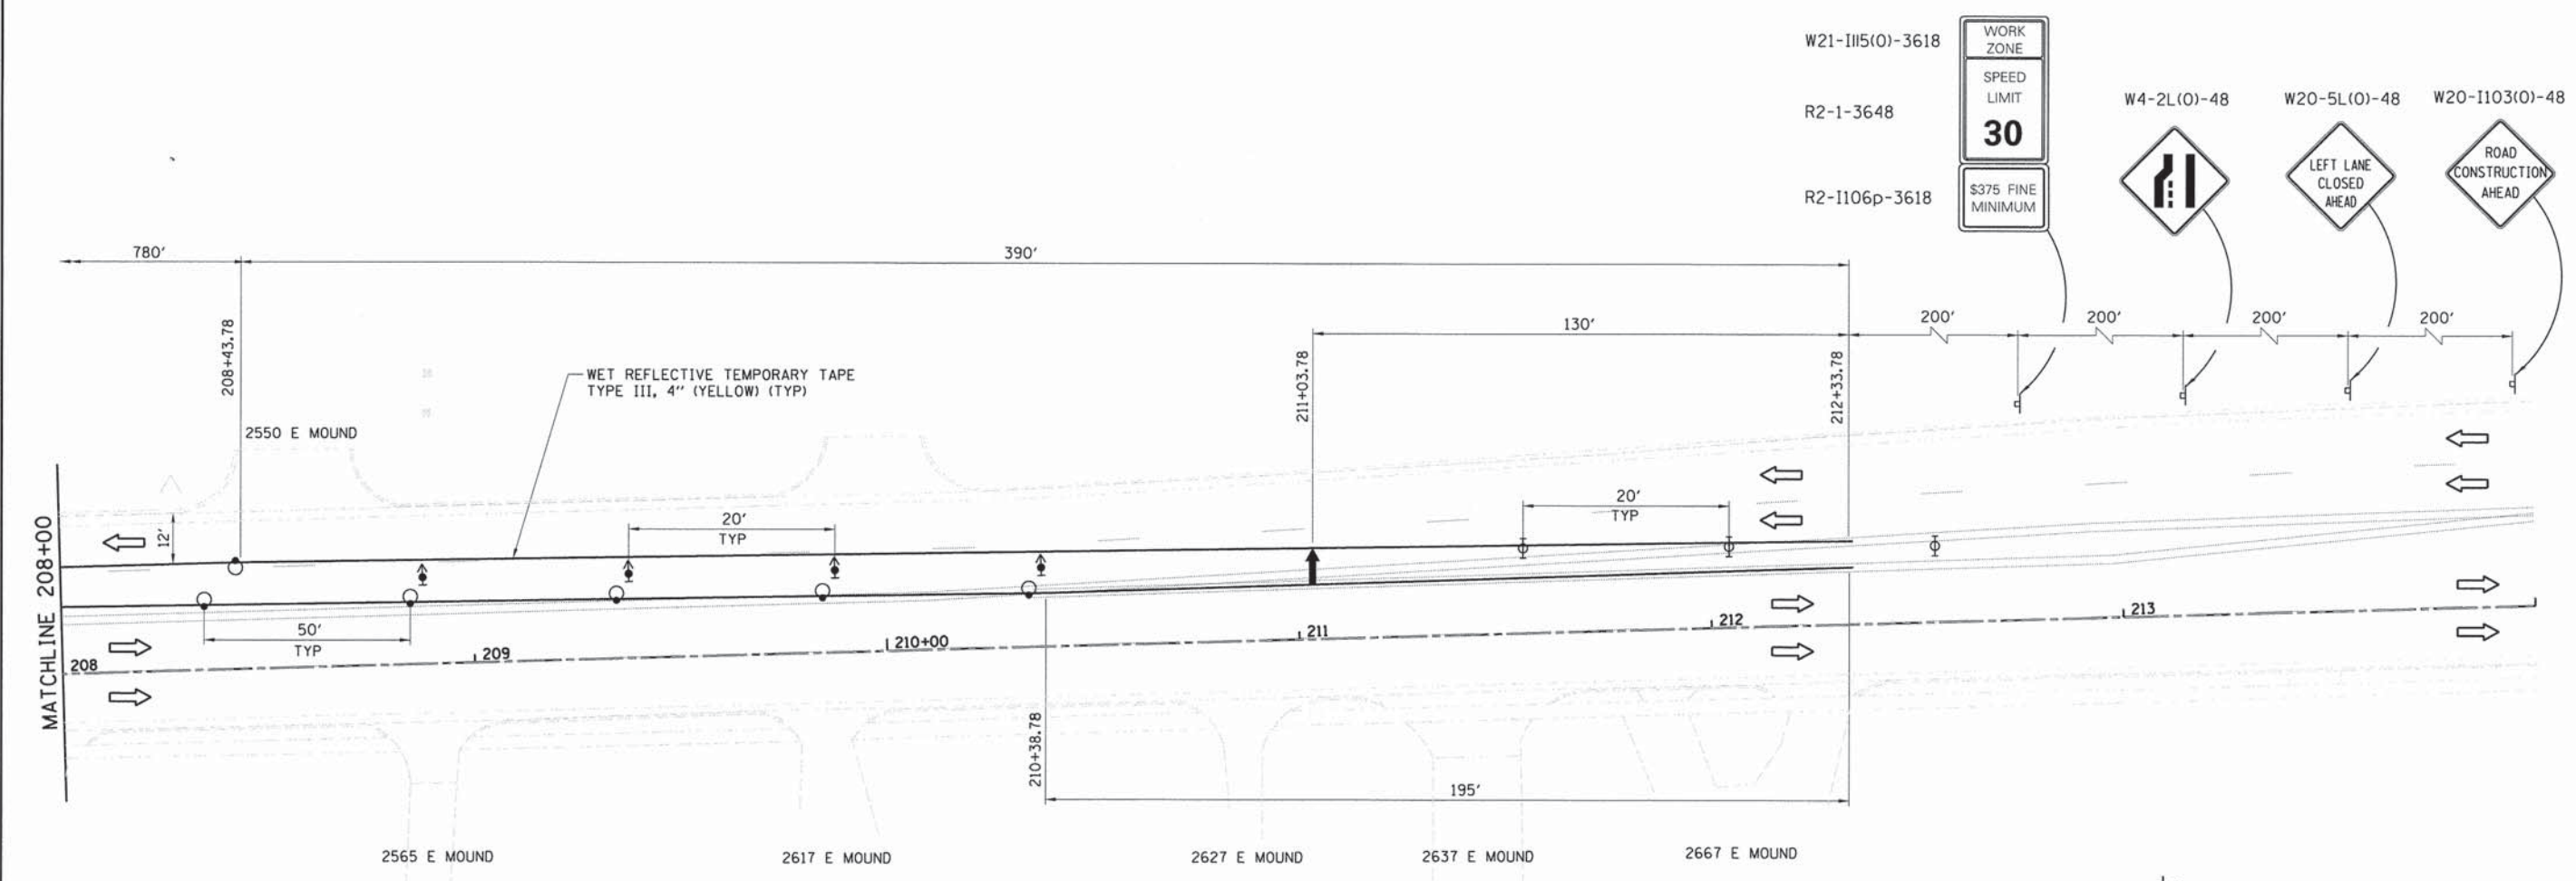 W21-I115(O)-3618
WORK
ZONE
SPEED
LIMIT
30
R2-1-3648
R2-I106p-3618
$375 FINE
MINIMUM
W4-2L(O)-48
W20-5L(O)-48
W20-I103(O)-48
LEFT LANE
CLOSED
AHEAD
ROAD
CONSTRUCTION
AHEAD
780'
390'
130'
200'
200'
200'
200'
208+43.78
211+03.78
212+33.78
WET REFLECTIVE TEMPORARY TAPE
TYPE III, 4" (YELLOW) (TYP)
2550 E MOUND
MATCHLINE 208+00
12'
20'
TYP
20'
TYP
50'
TYP
208
209
210+00
211
212
213
210+38.78
195'
2565 E MOUND
2617 E MOUND
2627 E MOUND
2637 E MOUND
2667 E MOUND